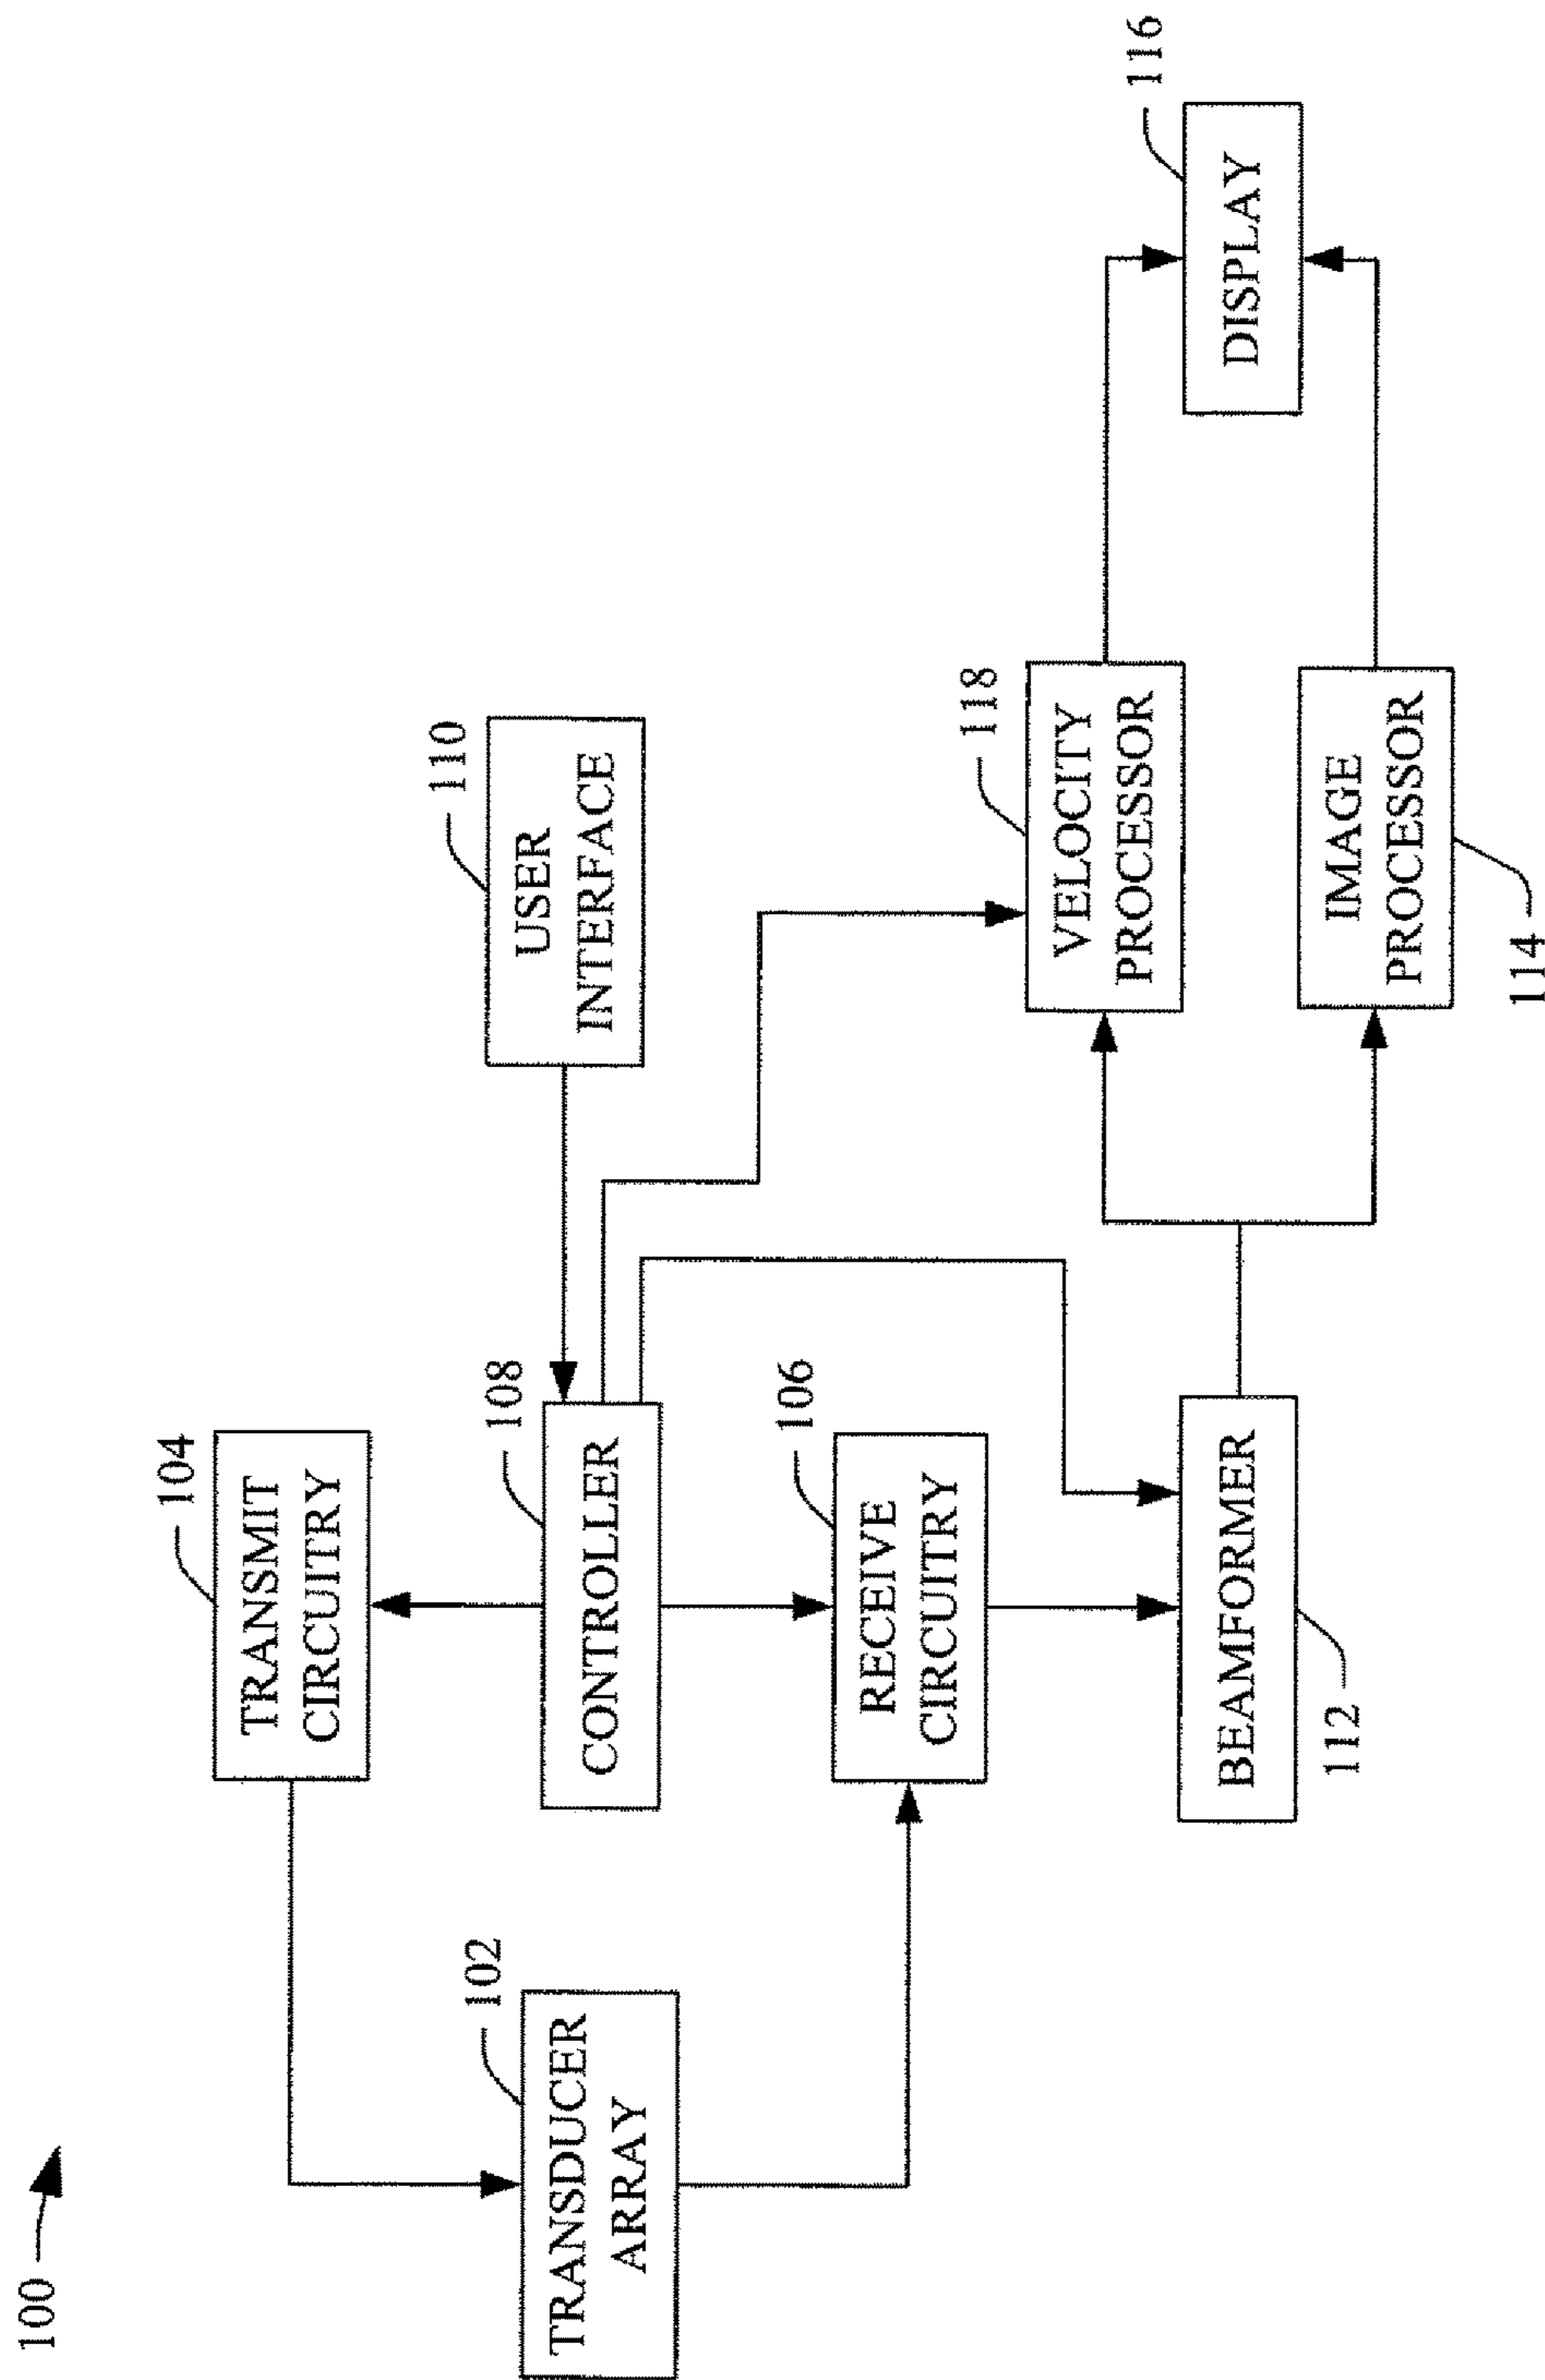 100
104
TRANSMIT
CIRCUITRY
102
TRANSDUCER
ARRAY
108
CONTROLLER
110
USER
INTERFACE
106
RECEIVE
CIRCUITRY
118
VELOCITY
PROCESSOR
116
DISPLAY
BEAMFORMER
112
IMAGE
PROCESSOR
114